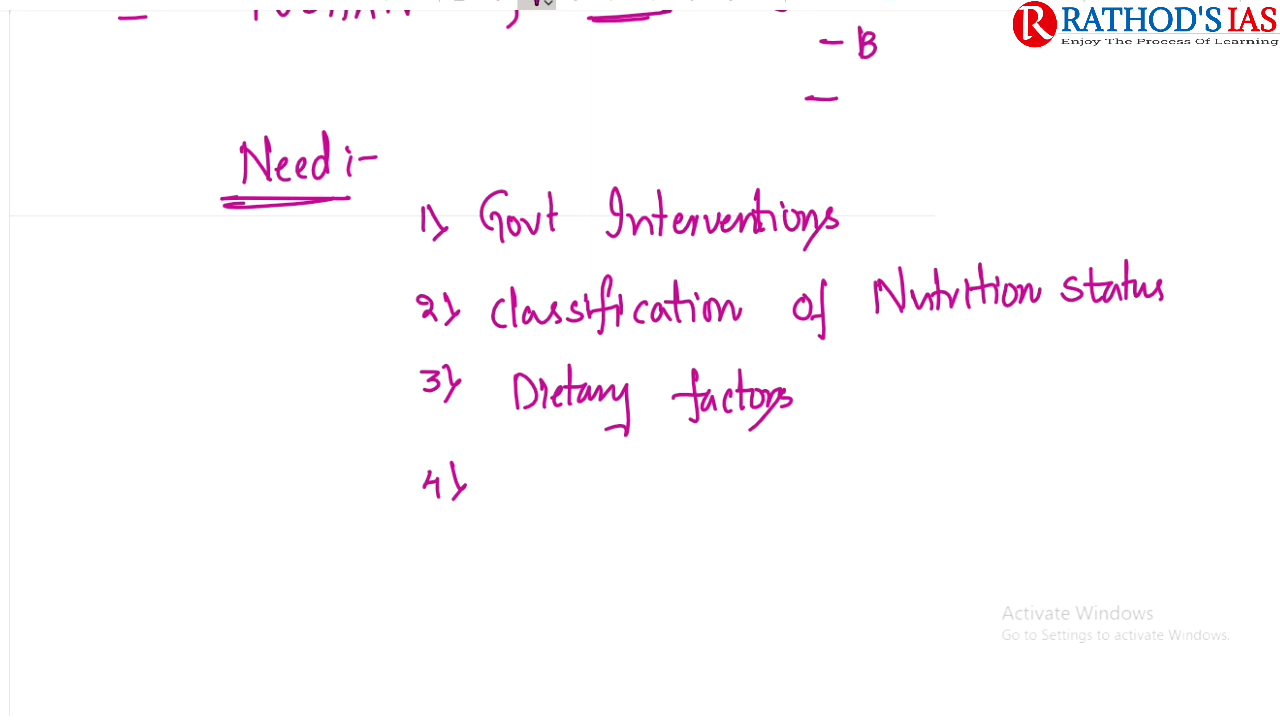 RATHOD'S IAS
Enjoy The Process Of Learning
- B
-
Need :-
1) Govt Interventions
2) Classification of Nutrition status
3) Dietary factors
4)
Activate Windows
Go to Settings to activate Windows.